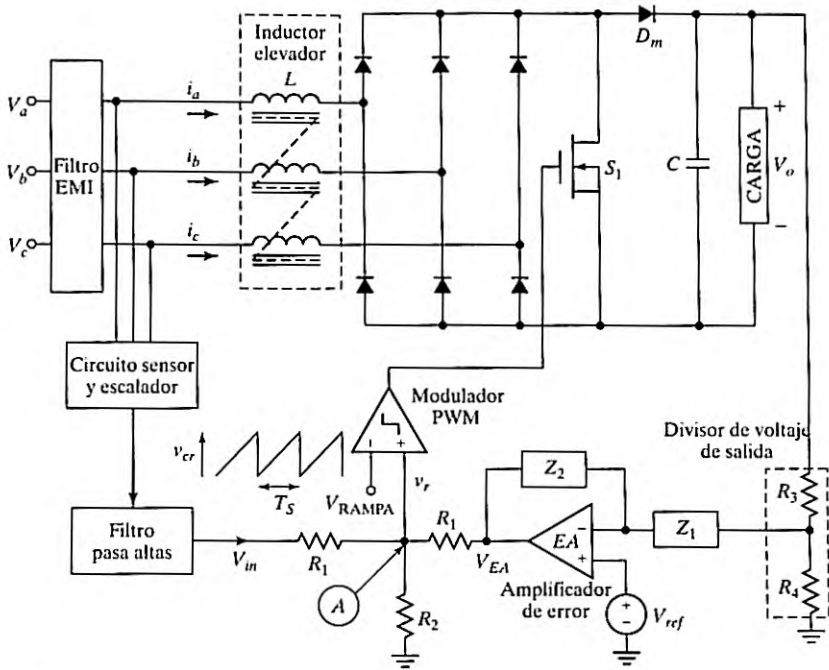 Inductor
elevador
L
D_m
V_a
i_a
V_b
Filtro
EMI
i_b
S_1
C
CARGA
+
V_o
−
V_c
i_c
Circuito sensor
y escalador
Modulador
PWM
− +
v_cr
T_S
V_RAMPA
v_r
Divisor de voltaje
de salida
Z_2
R_3
Filtro
pasa altas
V_in
R_1
R_1
V_EA
EA
−
+
Z_1
A
Amplificador
de error
R_4
R_2
+
−
V_ref